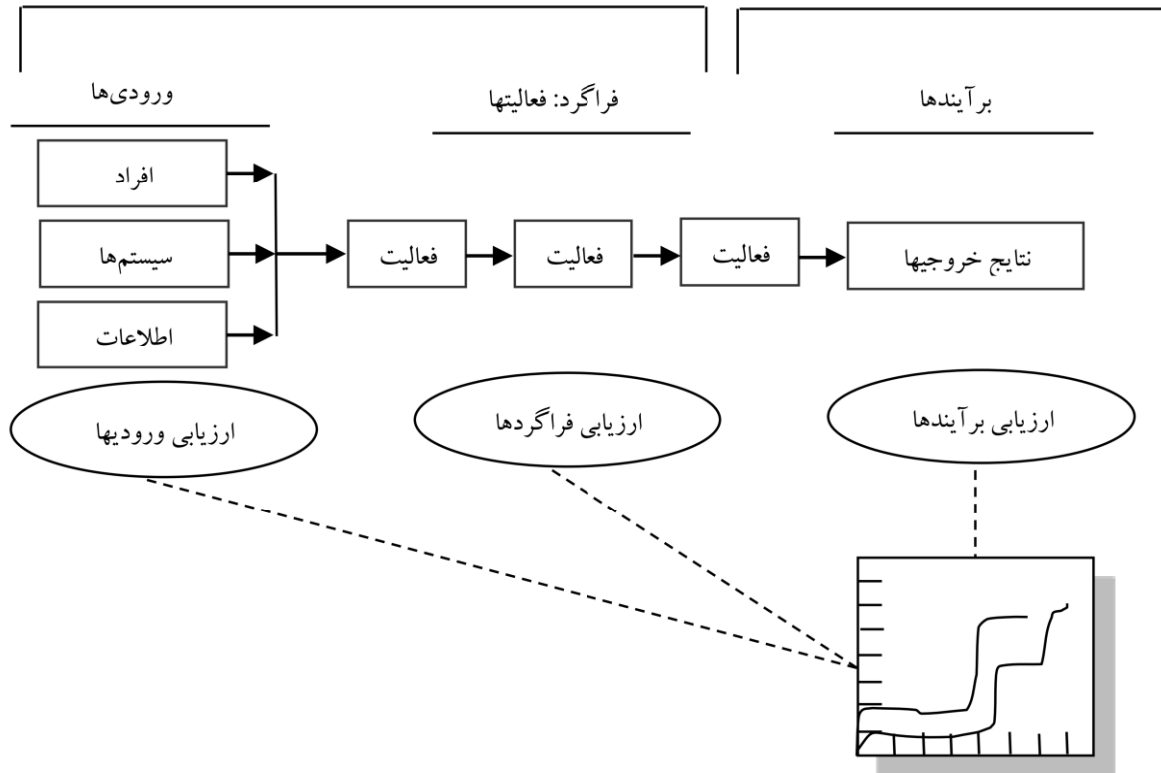 ورودی‌ها
فراگرد: فعالیتها
برآیندها
افراد
سیستم‌ها
اطلاعات
فعالیت
فعالیت
فعالیت
نتایج خروجیها
ارزیابی ورودیها
ارزیابی فراگردها
ارزیابی برآیندها